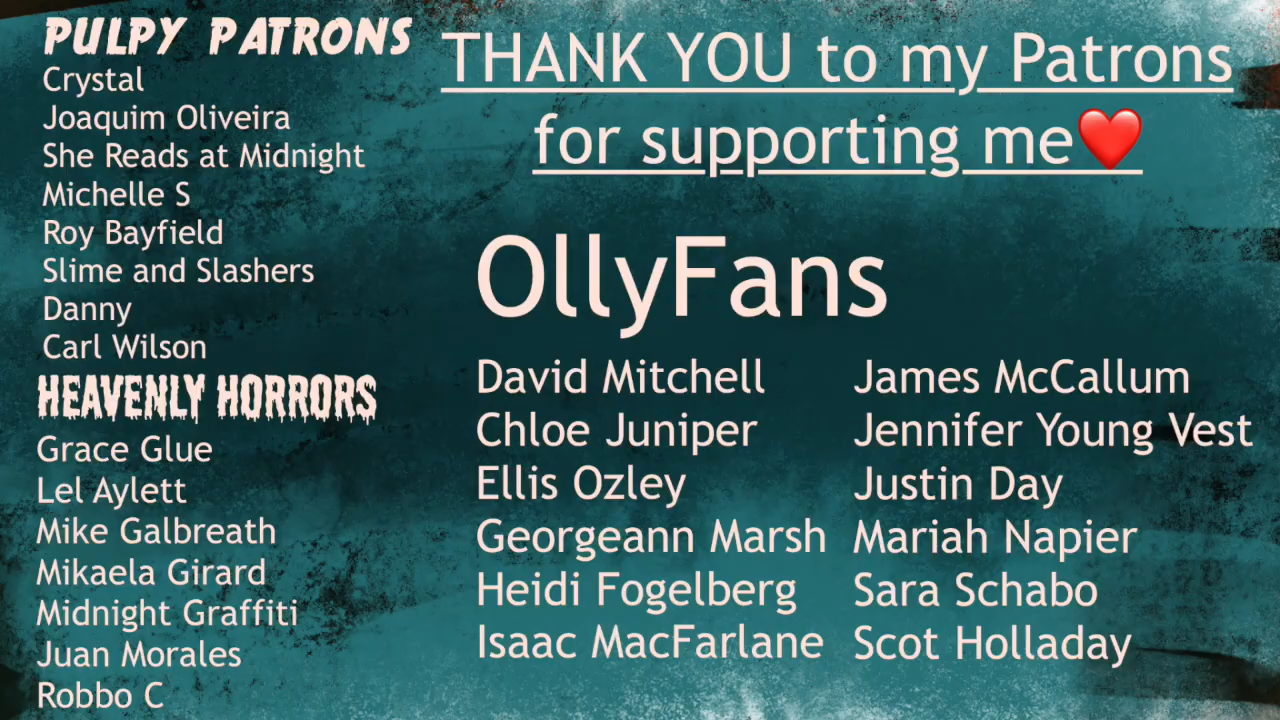 PULPY PATRONS
Crystal
Joaquim Oliveira
She Reads at Midnight
Michelle S
Roy Bayfield
Slime and Slashers
Danny
Carl Wilson
HEAVENLY HORRORS
Grace Glue
Lel Aylett
Mike Galbreath
Mikaela Girard
Midnight Graffiti
Juan Morales
Robbo C
THANK YOU to my Patrons
for supporting me❤️
OllyFans
David Mitchell
Chloe Juniper
Ellis Ozley
Georgeann Marsh
Heidi Fogelberg
Isaac MacFarlane
James McCallum
Jennifer Young Vest
Justin Day
Mariah Napier
Sara Schabo
Scot Holladay